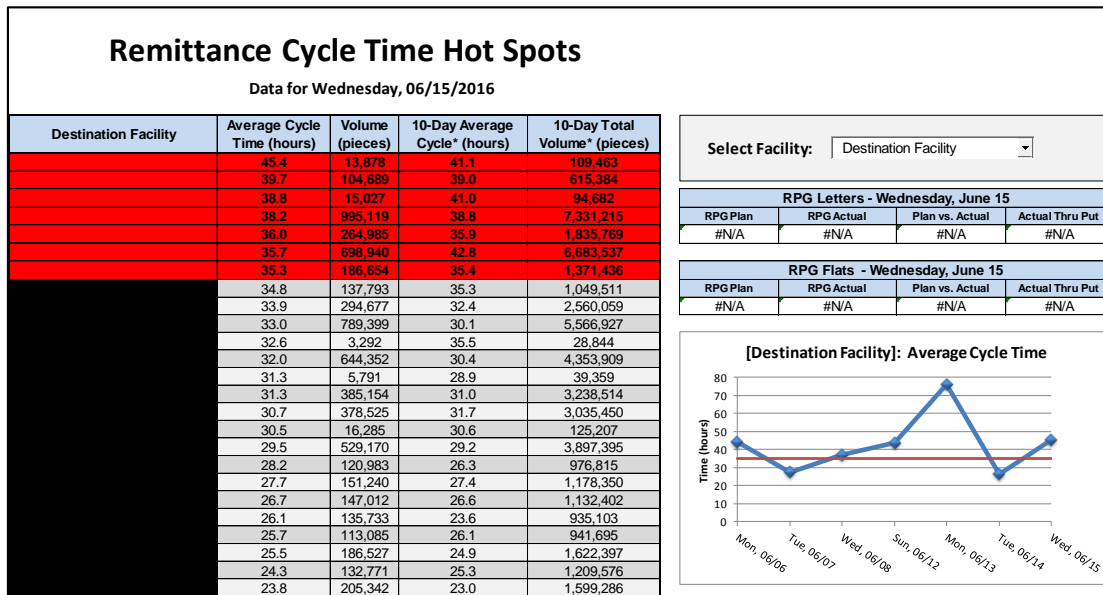 Remittance Cycle Time Hot Spots
Data for Wednesday, 06/15/2016
Destination Facility Average Cycle Time (hours) Volume (pieces) 10-Day Average Cycle* (hours) 10-Day Total Volume* (pieces)
45.4 13,878 41.1 109,463
39.7 104,689 39.0 615,384
38.8 15,027 41.0 94,682
38.2 995,119 38.8 7,331,215
36.0 264,985 35.9 1,835,769
35.7 698,940 42.8 6,683,537
35.3 186,654 35.4 1,371,436
34.8 137,793 35.3 1,049,511
33.9 294,677 32.4 2,560,059
33.0 789,399 30.1 5,566,927
32.6 3,292 35.5 28,844
32.0 644,352 30.4 4,353,909
31.3 5,791 28.9 39,359
31.3 385,154 31.0 3,238,514
30.7 378,525 31.7 3,035,450
30.5 16,285 30.6 125,207
29.5 529,170 29.2 3,897,395
28.2 120,983 26.3 976,815
27.7 151,240 27.4 1,178,350
26.7 147,012 26.6 1,132,402
26.1 135,733 23.6 935,103
25.7 113,085 26.1 941,695
25.5 186,527 24.9 1,622,397
24.3 132,771 25.3 1,209,576
23.8 205,342 23.0 1,599,286
Select Facility: Destination Facility
RPG Letters - Wednesday, June 15
RPG Plan RPG Actual Plan vs. Actual Actual Thru Put
#N/A #N/A #N/A #N/A
RPG Flats - Wednesday, June 15
RPG Plan RPG Actual Plan vs. Actual Actual Thru Put
#N/A #N/A #N/A #N/A
[Destination Facility]: Average Cycle Time
Time (hours)
80
70
60
50
40
30
20
10
0
Mon, 06/06 Tue, 06/07 Wed, 06/08 Sun, 06/12 Mon, 06/13 Tue, 06/14 Wed, 06/15